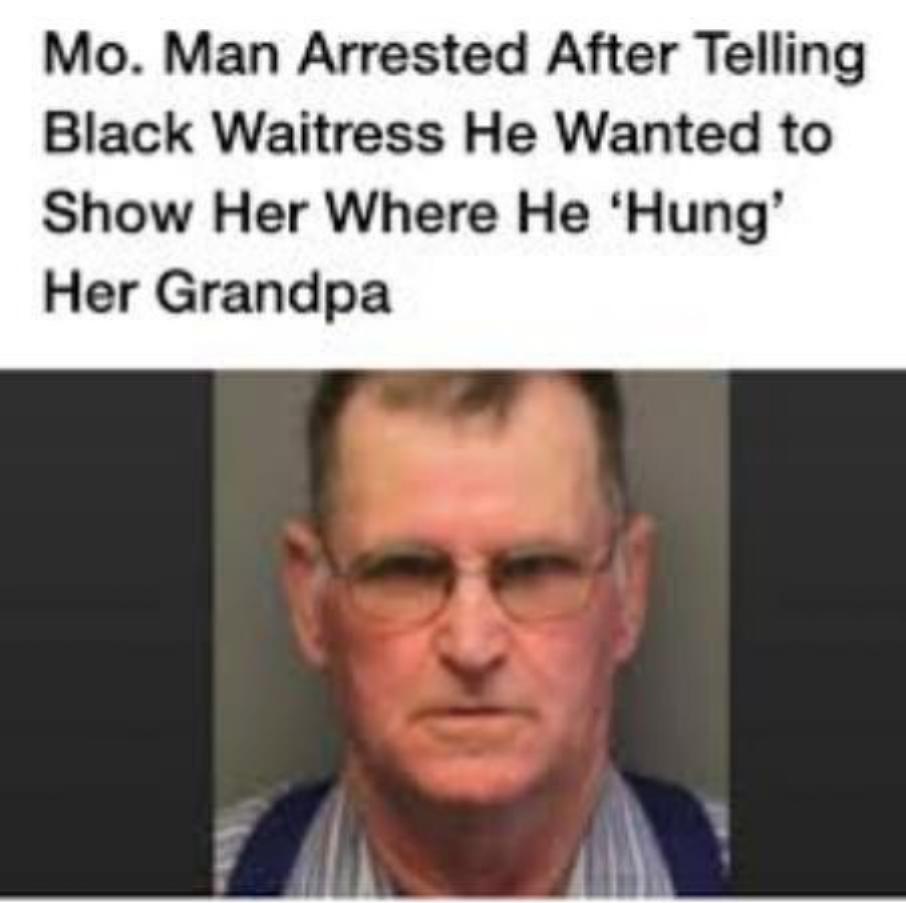 Mo. Man Arrested After Telling
Black Waitress He Wanted to
Show Her Where He ‘Hung’
Her Grandpa